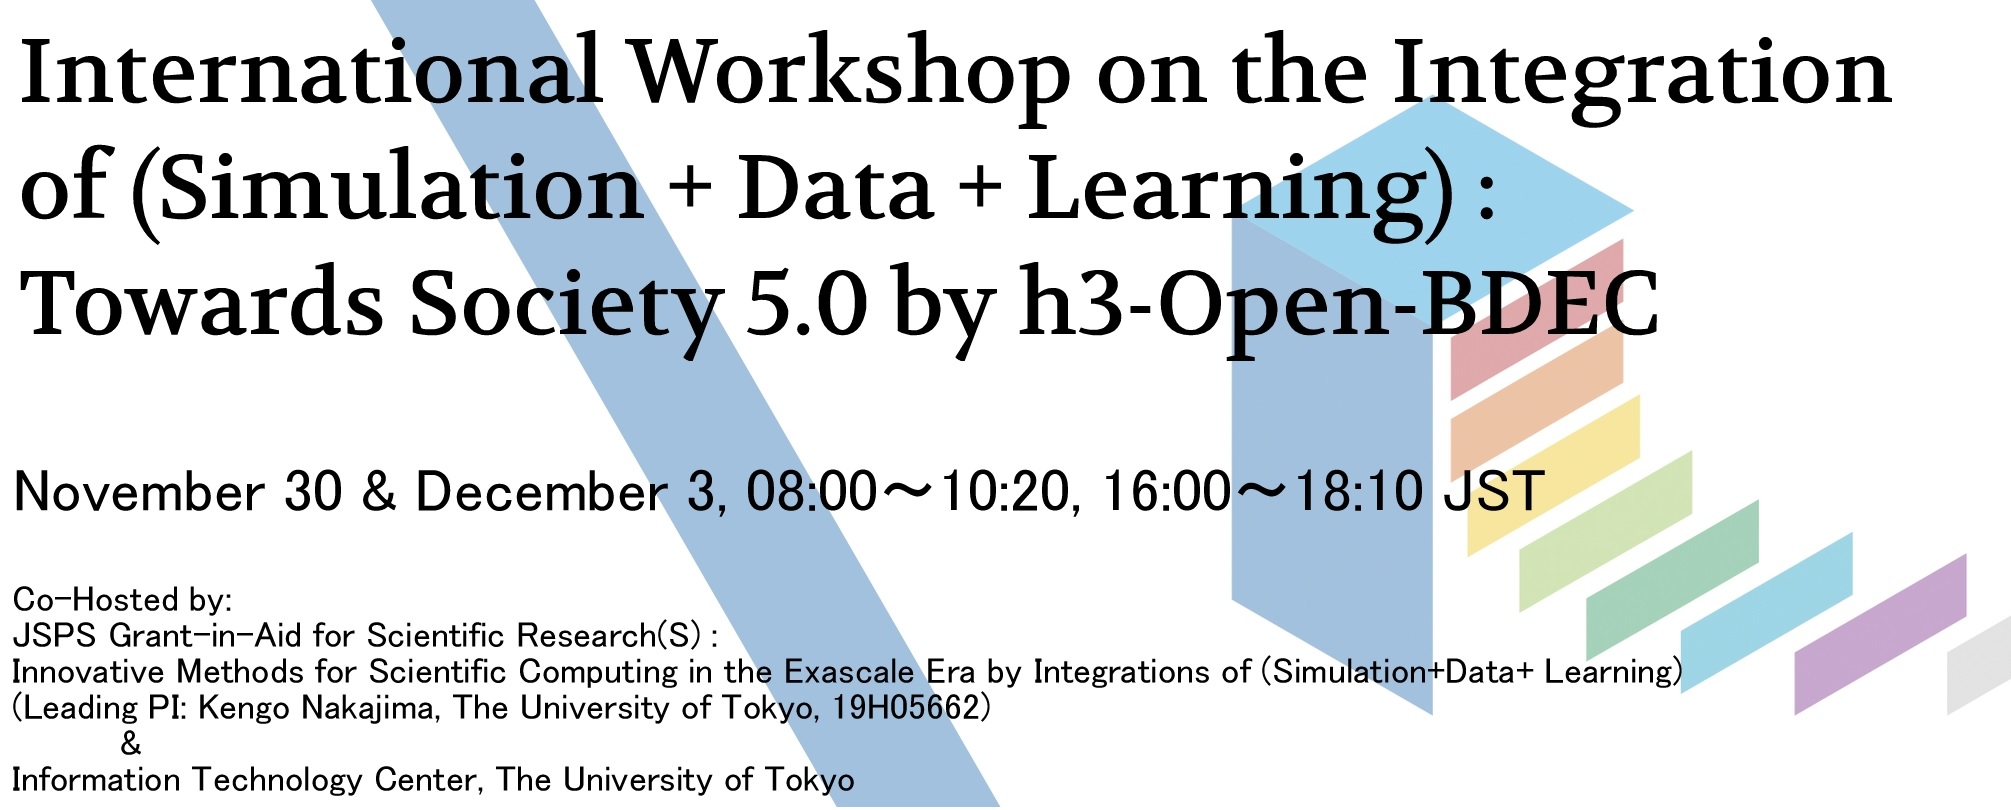 International Workshop on the Integration
of (Simulation + Data + Learning) :
Towards Society 5.0 by h3-Open-BDEC
November 30 & December 3, 08:00～10:20, 16:00～18:10 JST
Co-Hosted by:
JSPS Grant-in-Aid for Scientific Research(S) :
Innovative Methods for Scientific Computing in the Exascale Era by Integrations of (Simulation+Data+ Learning)
(Leading PI: Kengo Nakajima, The University of Tokyo, 19H05662)
&
Information Technology Center, The University of Tokyo